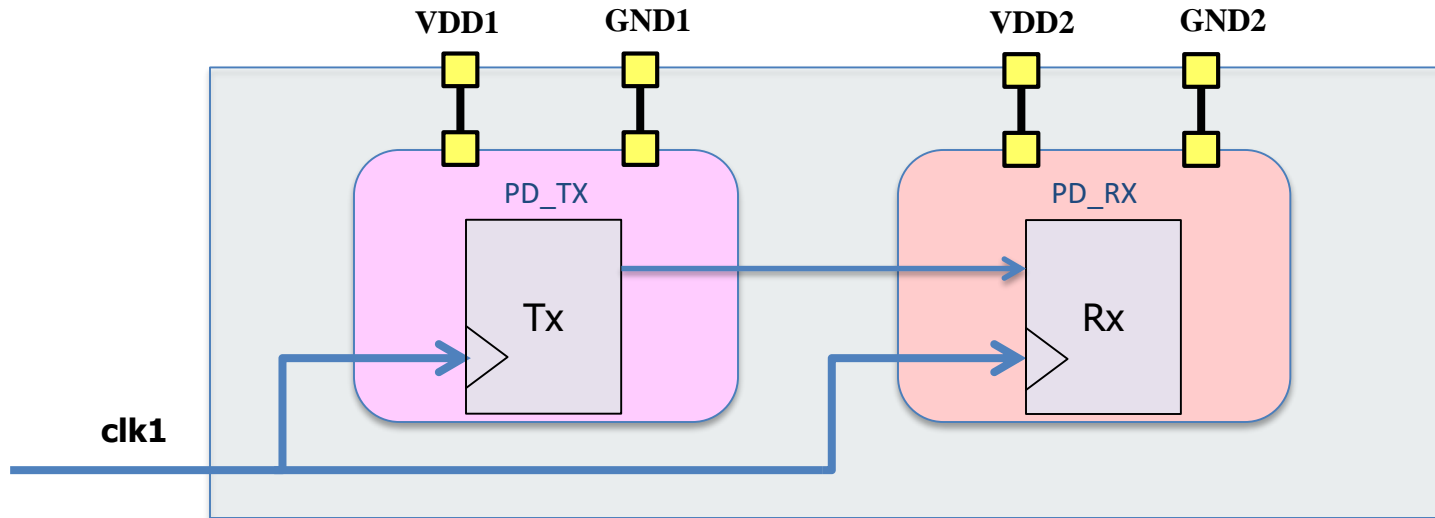 VDD1
GND1
VDD2
GND2
PD_TX
PD_RX
Tx
Rx
clk1